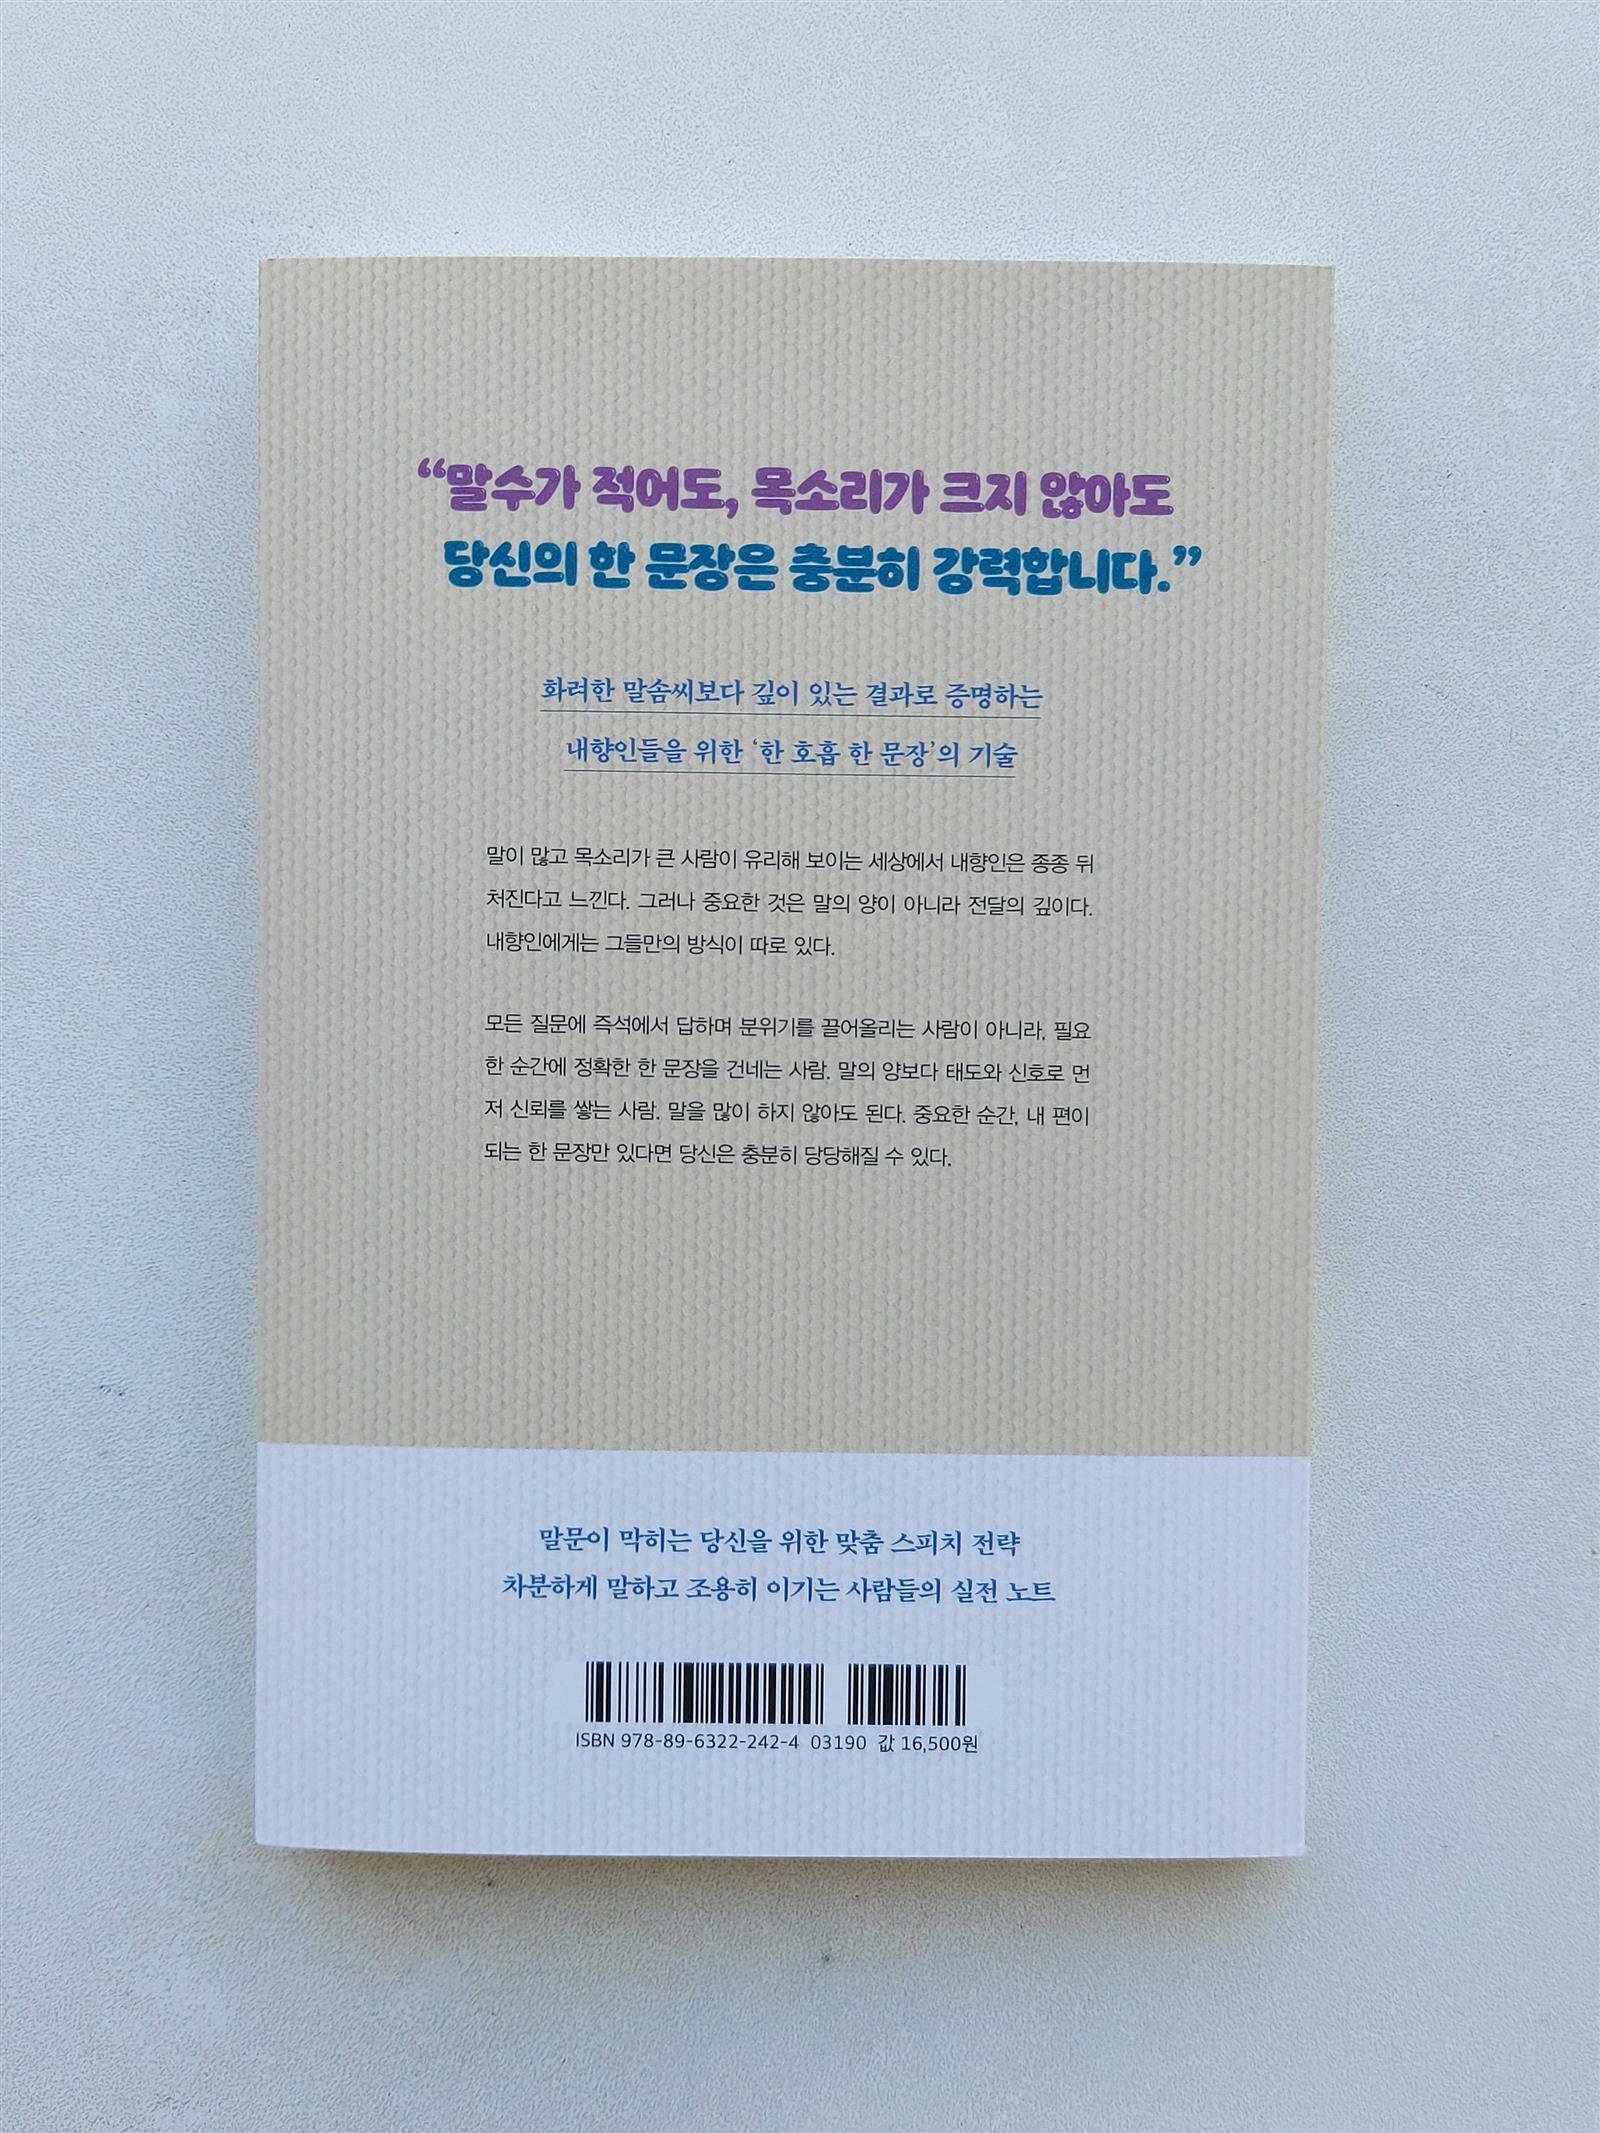 “말수가 적어도, 목소리가 크지 않아도
당신의 한 문장은 충분히 강력합니다.”
화려한 말솜씨보다 깊이 있는 결과로 증명하는
내향인들을 위한 ‘한 호흡 한 문장’의 기술
말이 많고 목소리가 큰 사람이 유리해 보이는 세상에서 내향인은 종종 뒤
처진다고 느낀다. 그러나 중요한 것은 말의 양이 아니라 전달의 깊이다.
내향인에게는 그들만의 방식이 따로 있다.
모든 질문에 즉석에서 답하며 분위기를 끌어올리는 사람이 아니라, 필요
한 순간에 정확한 한 문장을 건네는 사람. 말의 양보다 태도와 신호로 먼
저 신뢰를 쌓는 사람. 말을 많이 하지 않아도 된다. 중요한 순간, 내 편이
되는 한 문장만 있다면 당신은 충분히 당당해질 수 있다.
말문이 막히는 당신을 위한 맞춤 스피치 전략
차분하게 말하고 조용히 이기는 사람들의 실전 노트
ISBN 978-89-6322-242-4 03190 값 16,500원